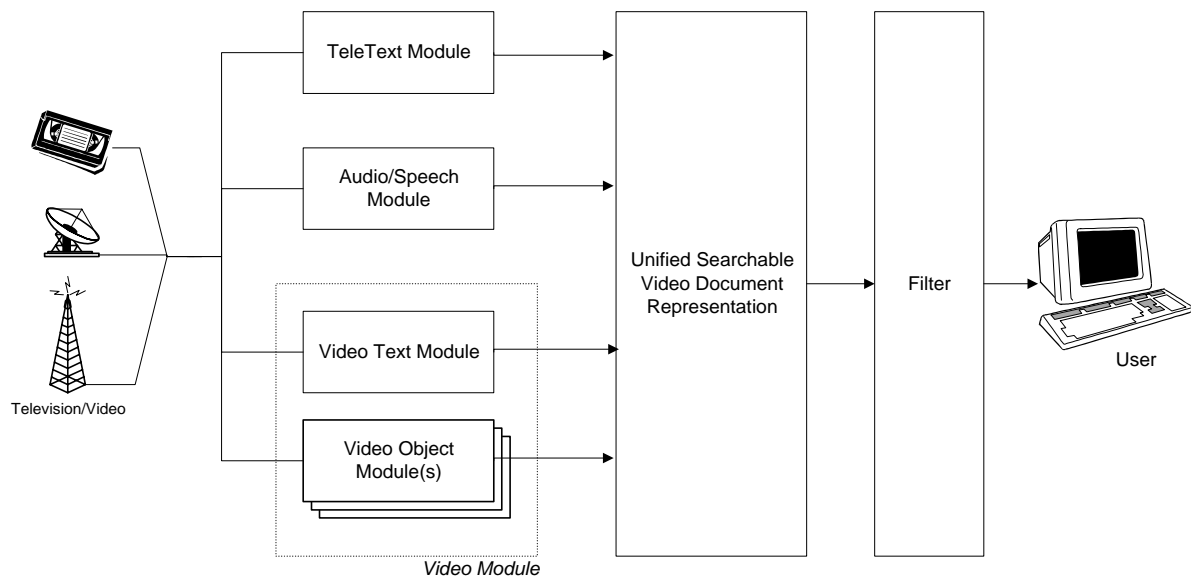 TeleText Module
Audio/Speech
Module
Video Text Module
Video Object
Module(s)
Video Module
Television/Video
Unified Searchable
Video Document
Representation
Filter
User